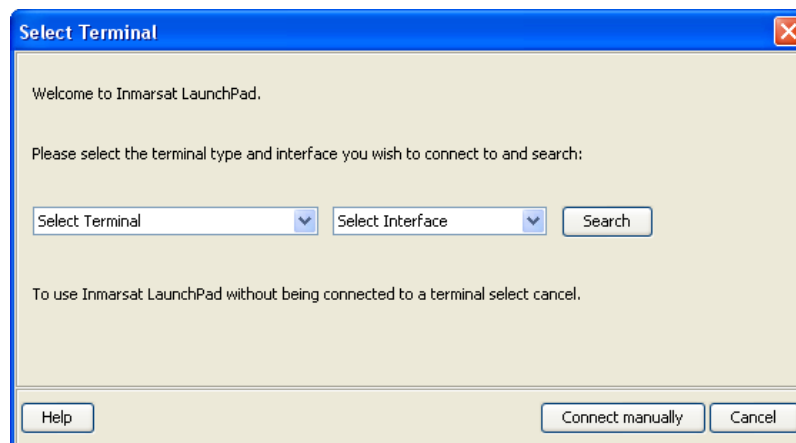 Select Terminal
Welcome to Inmarsat LaunchPad.
Please select the terminal type and interface you wish to connect to and search:
Select Terminal Select Interface Search
To use Inmarsat LaunchPad without being connected to a terminal select cancel.
Help Connect manually Cancel